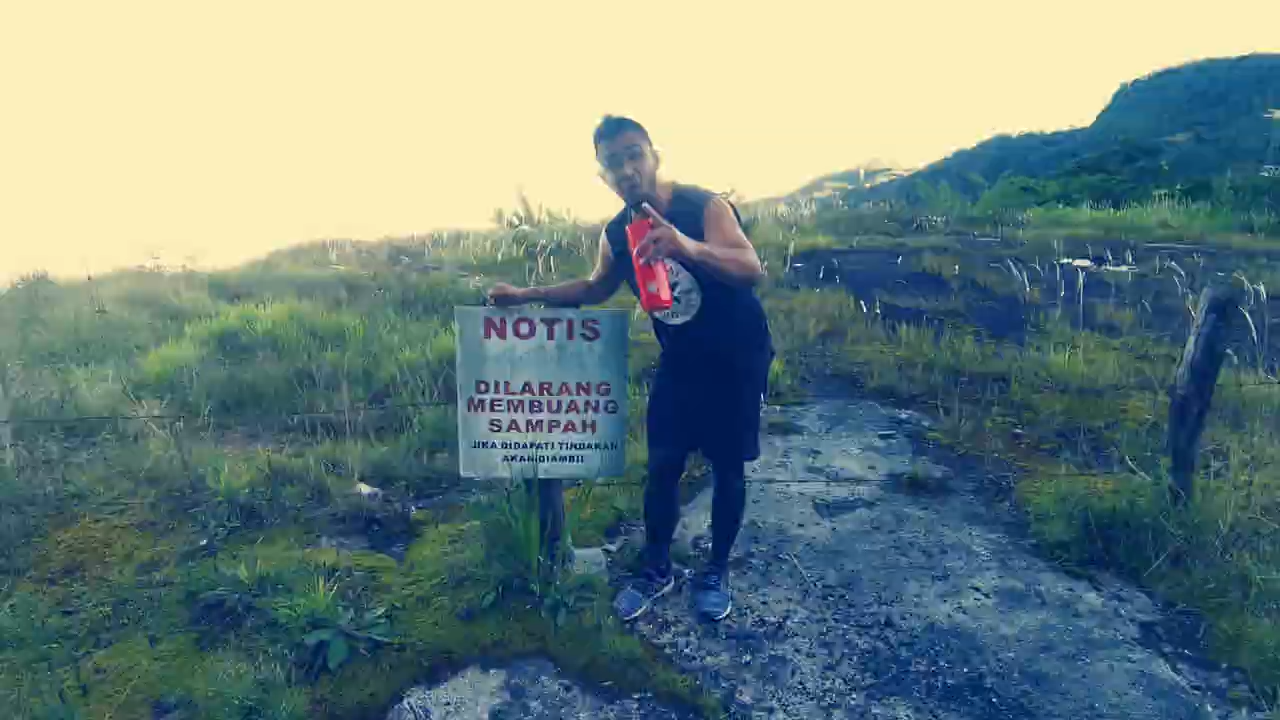 NOTIS
DILARANG
MEMBUANG
SAMPAH
JIKA DIDAPATI TINDAKAN
AKAN DIAMBIL